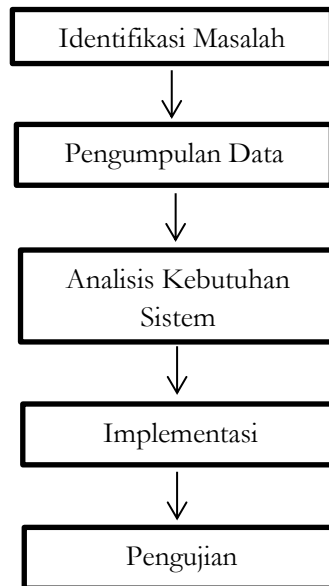 Identifikasi Masalah
Pengumpulan Data
Analisis Kebutuhan
Sistem
Implementasi
Pengujian